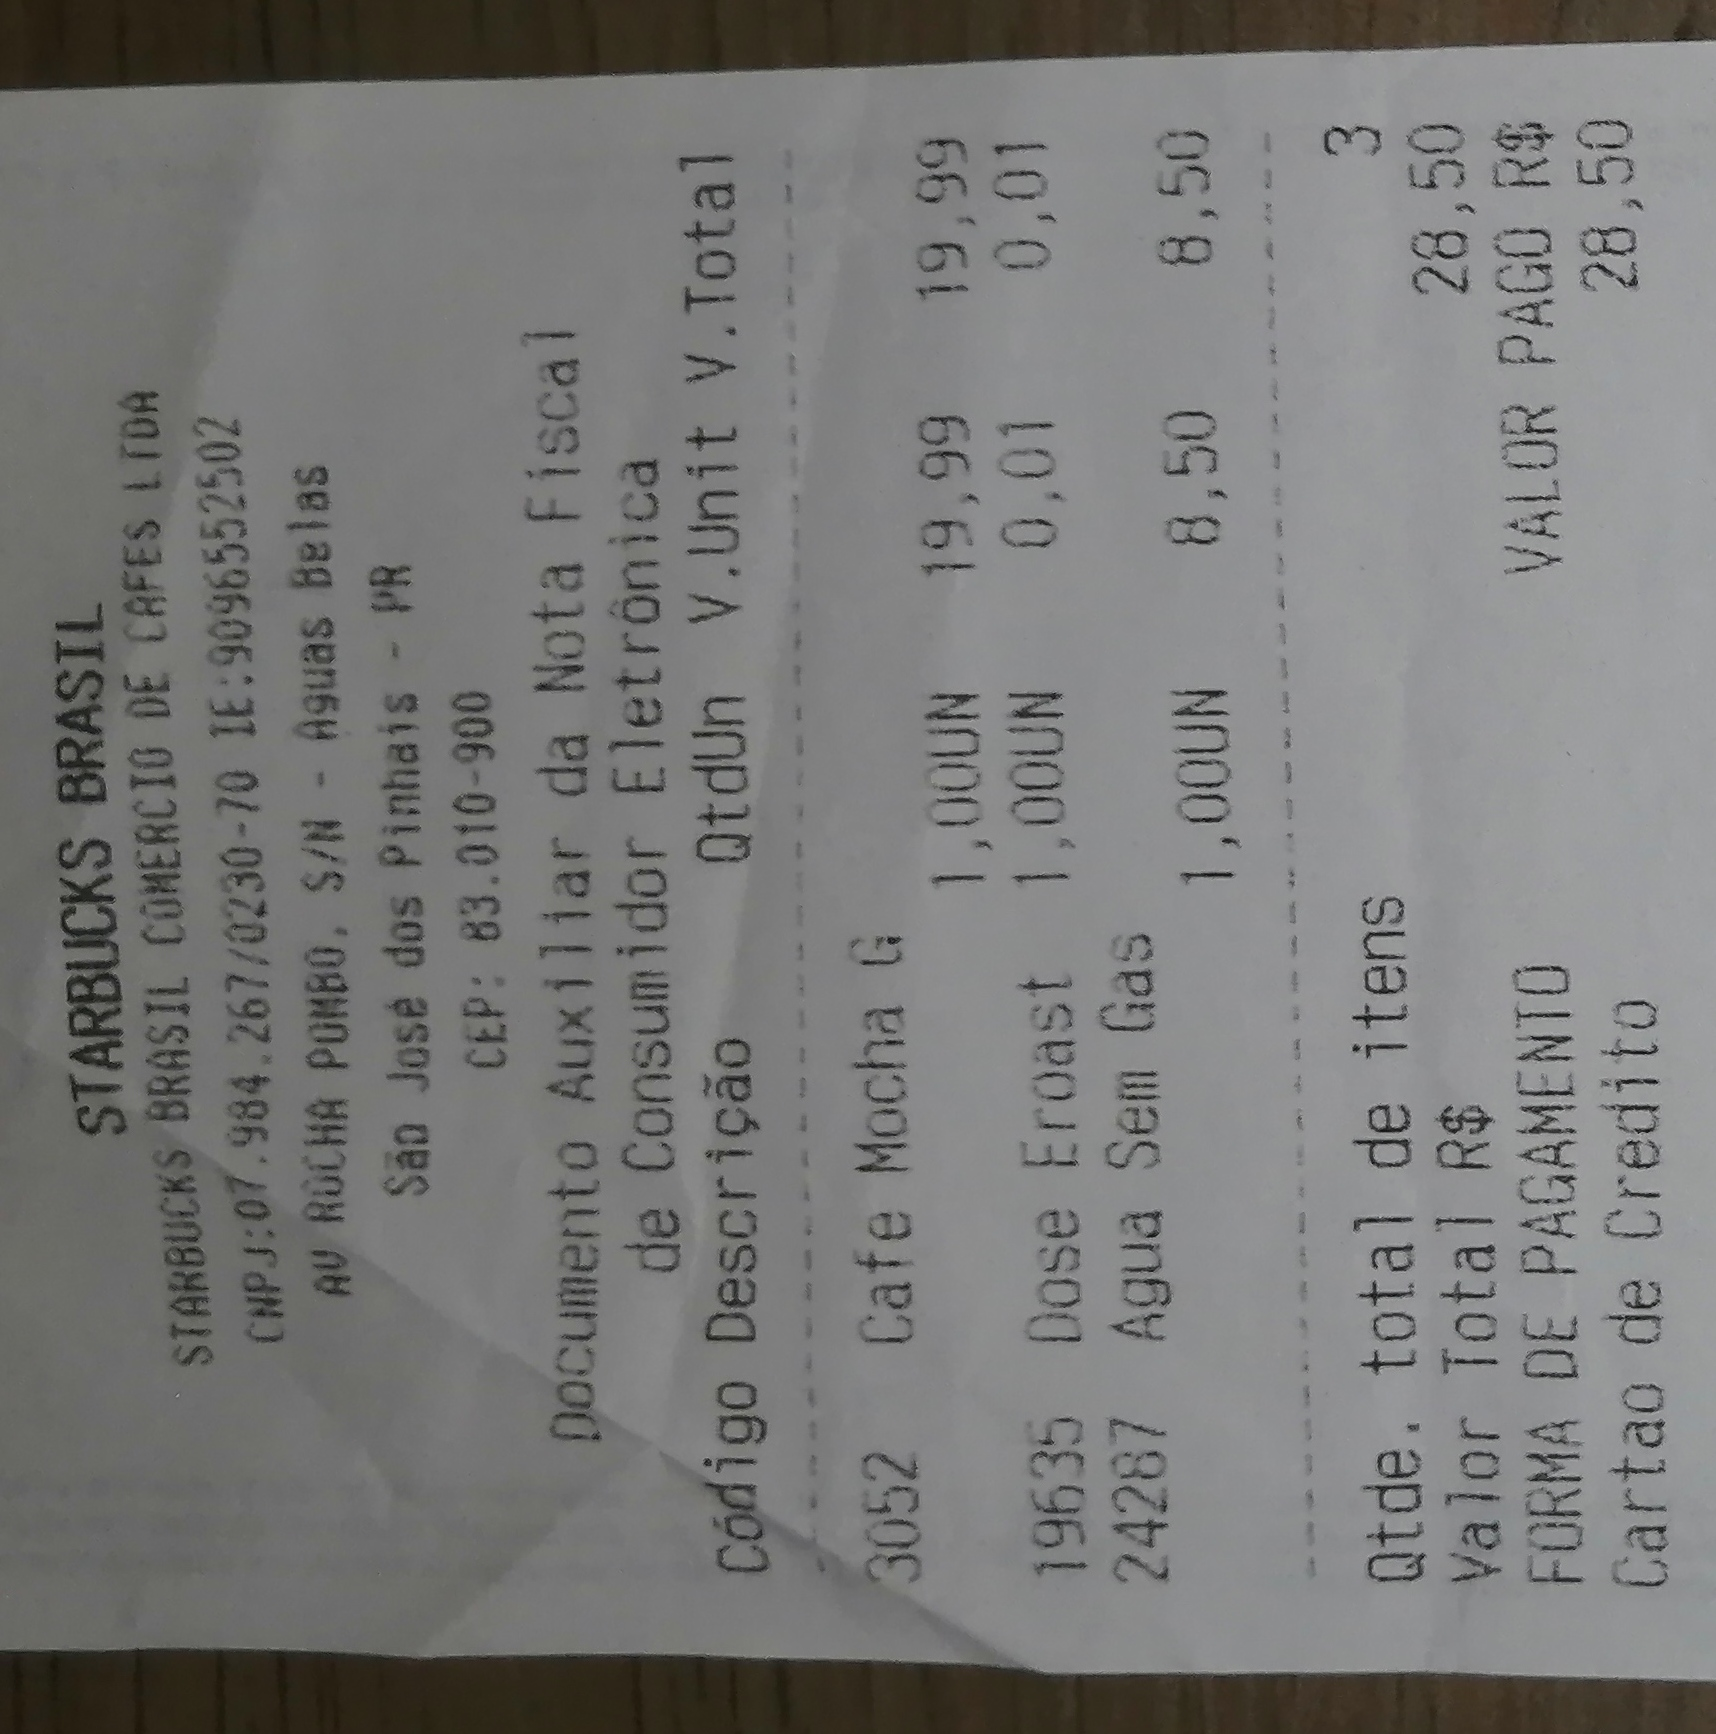 STARBUCKS BRASIL
STARBUCKS BRASIL COMERCIO DE CAFES LTDA
CNPJ:07.984.267/0230-70 IE:9096552502
AV ROCHA POMBO, S/N - Aguas Belas
São José dos Pinhais - PR
CEP: 83.010-900
Documento Auxiliar da Nota Fiscal
de Consumidor Eletrônica
Código Descrição QtdUn V.Unit V.Total
3052 Cafe Mocha G
1,00UN 19,99 19,99
19635 Dose Eroast 1,00UN 0,01 0,01
24287 Agua Sem Gas
1,00UN 8,50 8,50
Qtde. total de itens 3
Valor Total R$ 28,50
FORMA DE PAGAMENTO VALOR PAGO R$
Cartao de Credito 28,50